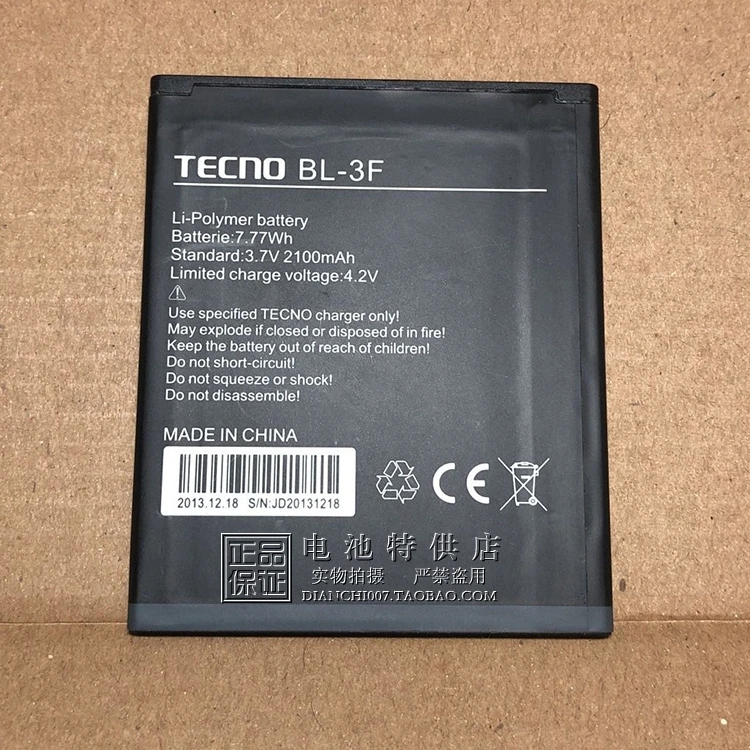 TECNO BL-3F
Li-Polymer battery
Batterie:7.77Wh
Standard:3.7V 2100mAh
Limited charge voltage:4.2V
Use specified TECNO charger only!
May explode if closed or disposed of in fire!
Keep the battery out of reach of children!
Do not short-circuit!
Do not squeeze or shock!
Do not disassemble!
MADE IN CHINA
2013.12.18 S/N:JD20131218
CE
正品保证
电池特供店
实物拍摄 严禁盗用
DIANCHI007.TAOBAO.COM